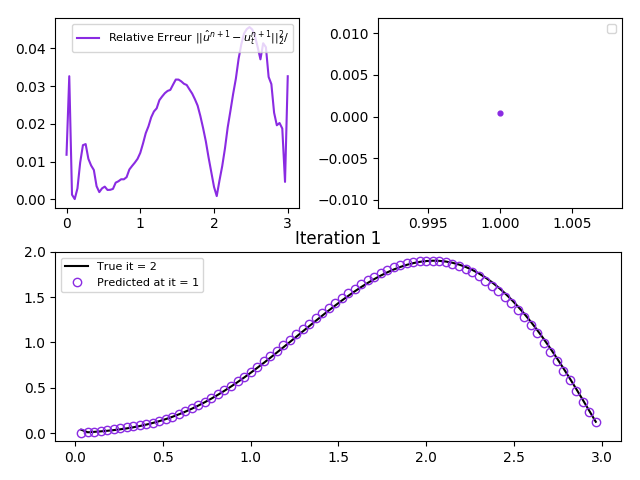 Relative Erreur ||û^{n+1} − u_t^{n+1}||_2^2/
0.04
0.03
0.02
0.01
0.00
0 1 2 3
0.010
0.005
0.000
−0.005
−0.010
0.995 1.000 1.005
Iteration 1
True it = 2
Predicted at it = 1
2.0
1.5
1.0
0.5
0.0
0.0 0.5 1.0 1.5 2.0 2.5 3.0